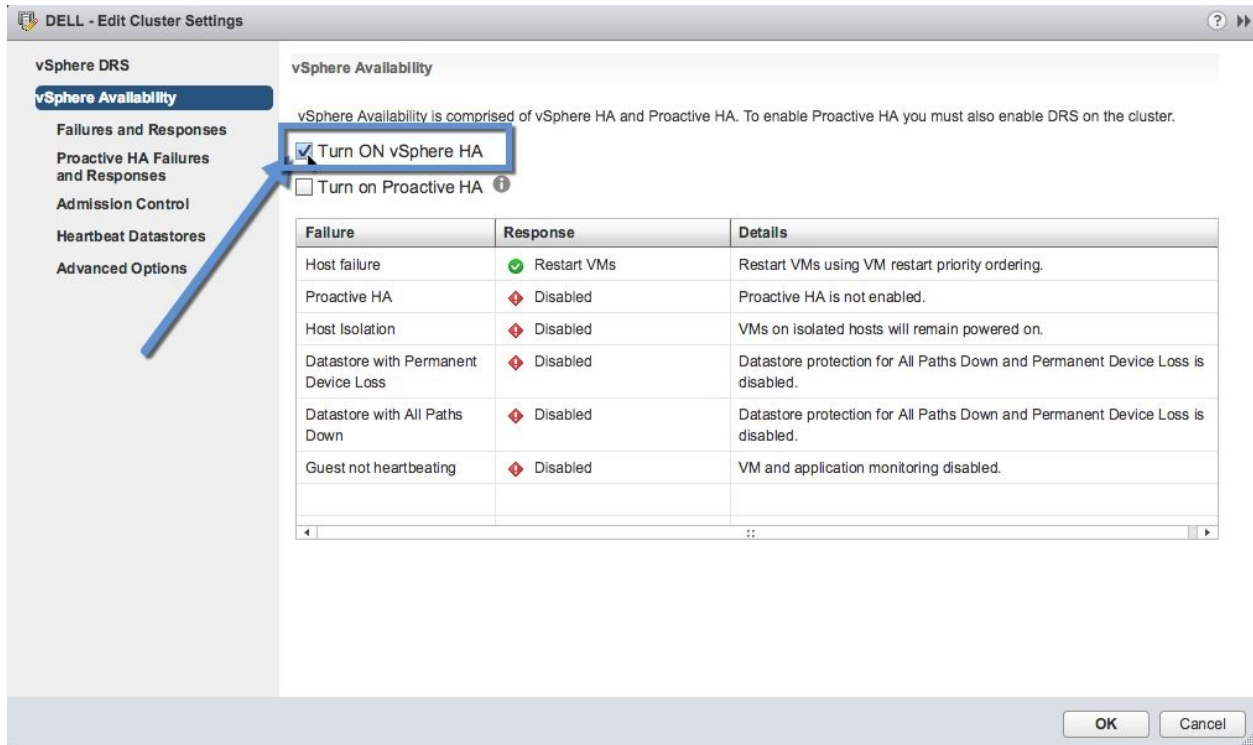 DELL - Edit Cluster Settings
vSphere DRS
vSphere Availability
Failures and Responses
Proactive HA Failures
and Responses
Admission Control
Heartbeat Datastores
Advanced Options
vSphere Availability
vSphere Availability is comprised of vSphere HA and Proactive HA. To enable Proactive HA you must also enable DRS on the cluster.
Turn ON vSphere HA
Turn on Proactive HA
Failure Response Details
Host failure Restart VMs Restart VMs using VM restart priority ordering.
Proactive HA Disabled Proactive HA is not enabled.
Host Isolation Disabled VMs on isolated hosts will remain powered on.
Datastore with Permanent Disabled Datastore protection for All Paths Down and Permanent Device Loss is
Device Loss disabled.
Datastore with All Paths Disabled Datastore protection for All Paths Down and Permanent Device Loss is
Down disabled.
Guest not heartbeating Disabled VM and application monitoring disabled.
OK Cancel